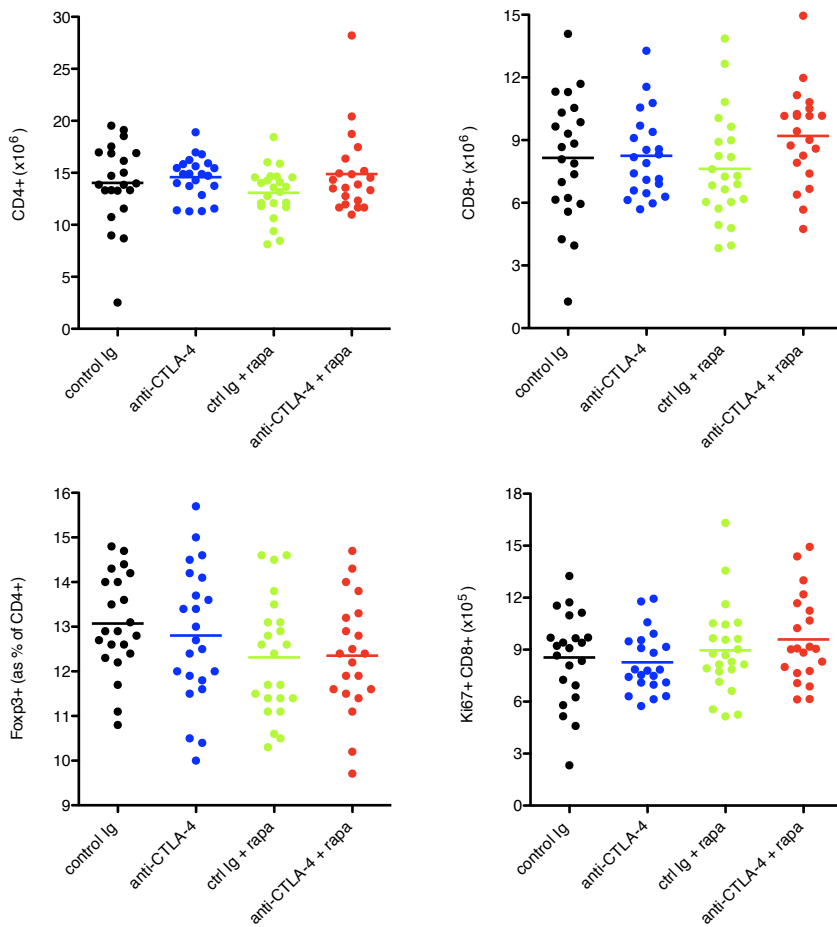 CD4+ (x10⁶)
30
25
20
15
10
5
0
control Ig
anti-CTLA-4
ctrl Ig + rapa
anti-CTLA-4 + rapa
CD8+ (x10⁶)
15
12
9
6
3
0
control Ig
anti-CTLA-4
ctrl Ig + rapa
anti-CTLA-4 + rapa
Foxp3+ (as % of CD4+)
16
15
14
13
12
11
10
9
control Ig
anti-CTLA-4
ctrl Ig + rapa
anti-CTLA-4 + rapa
Ki67+ CD8+ (x10⁵)
18
15
12
9
6
3
0
control Ig
anti-CTLA-4
ctrl Ig + rapa
anti-CTLA-4 + rapa